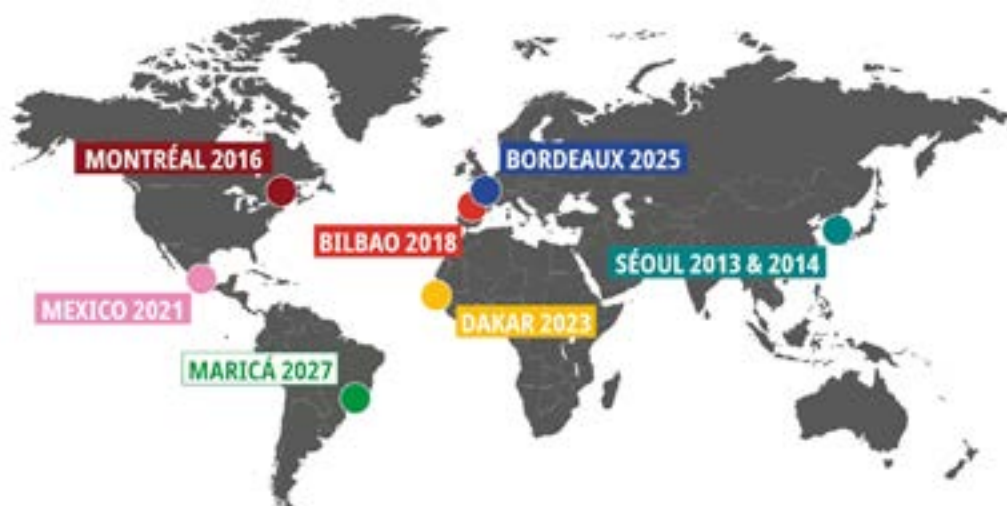 MONTRÉAL 2016
BORDEAUX 2025
BILBAO 2018
SÉOUL 2013 & 2014
MEXICO 2021
DAKAR 2023
MARICÁ 2027